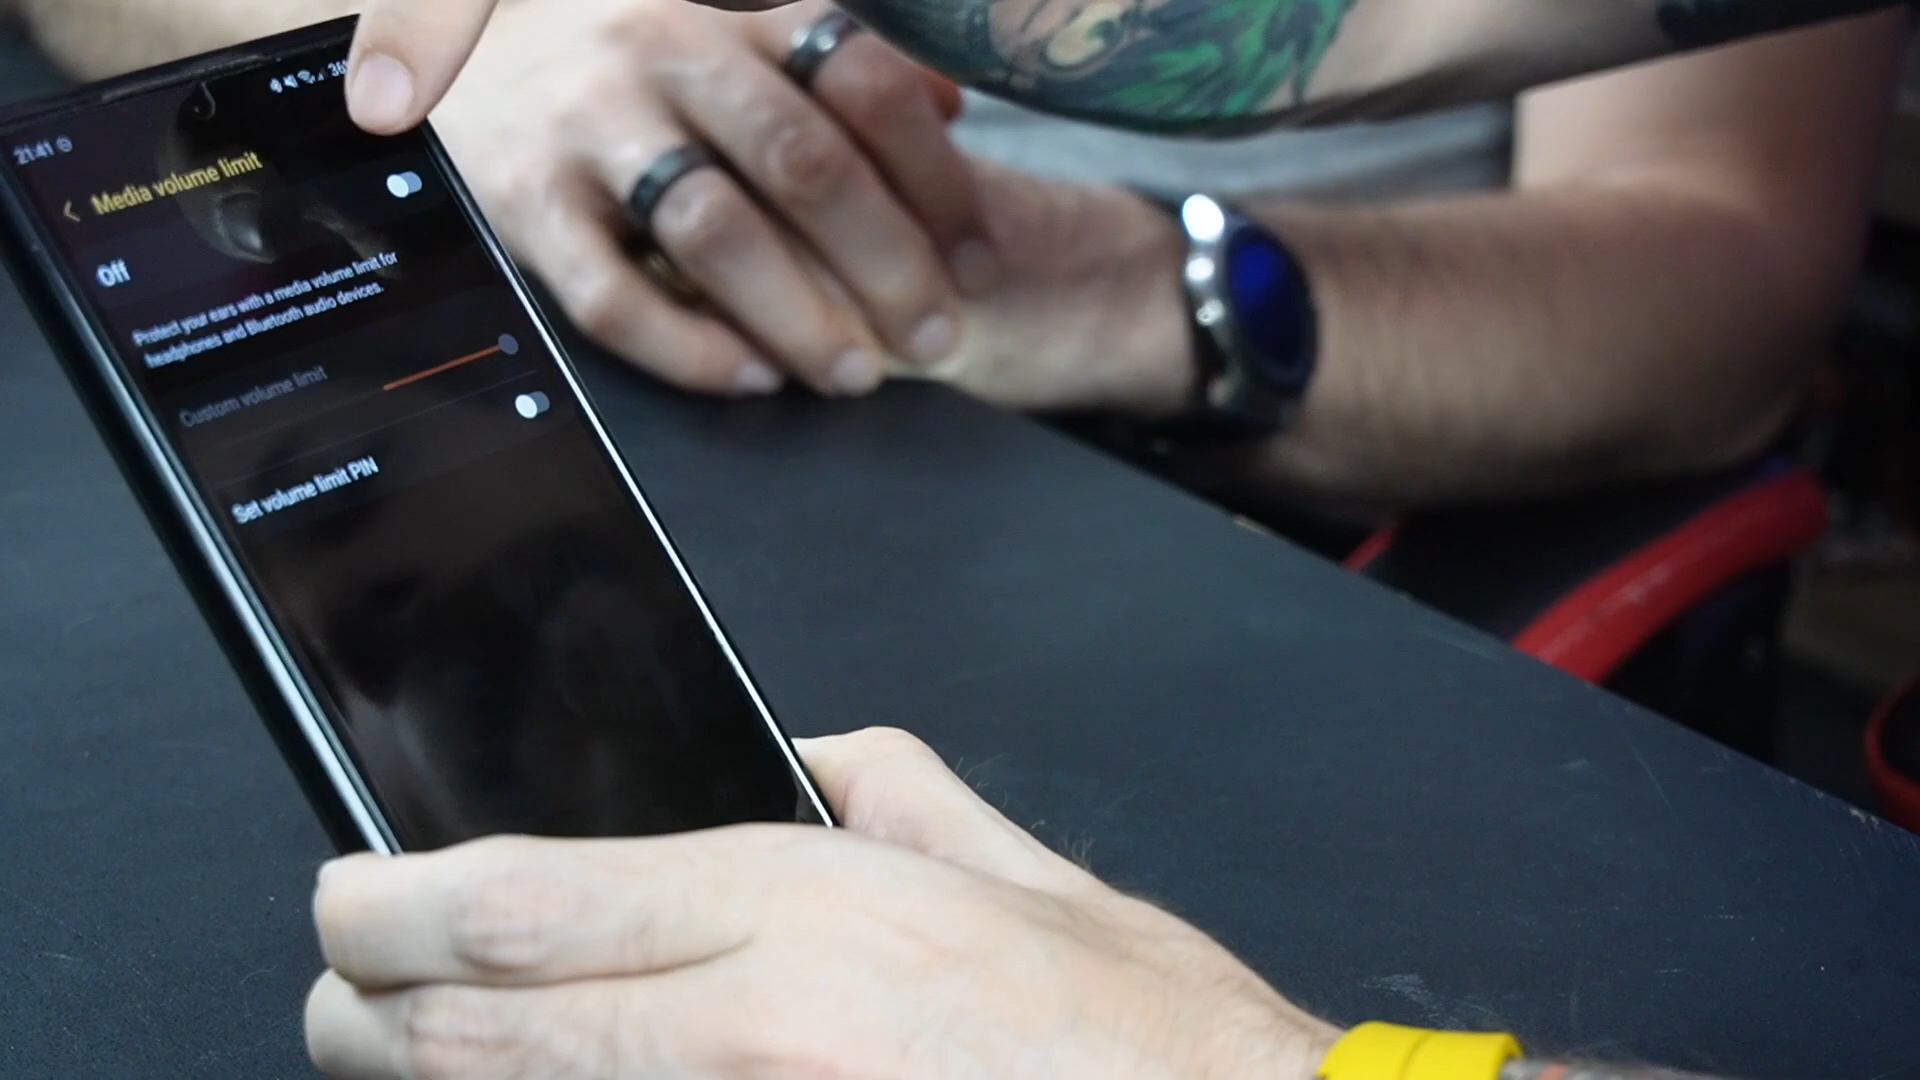 21:41
Media volume limit
Off
Protect your ears with a media volume limit for
headphones and Bluetooth audio devices.
Custom volume limit
Set volume limit PIN